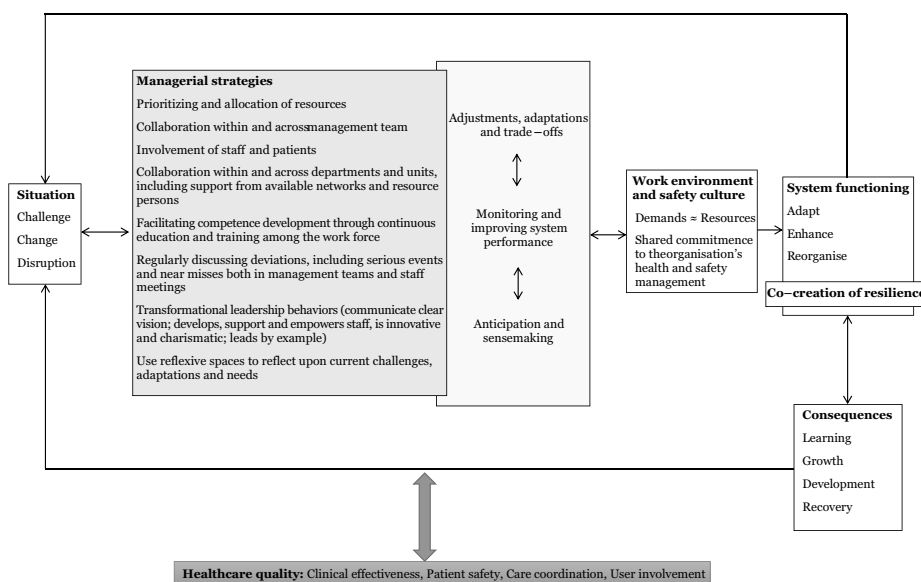 Situation
Challenge
Change
Disruption
Managerial strategies
Prioritizing and allocation of resources
Collaboration within and acrossmanagement team
Involvement of staff and patients
Collaboration within and across departments and units,
including support from available networks and resource
persons
Facilitating competence development through continuous
education and training among the work force
Regularly discussing deviations, including serious events
and near misses both in management teams and staff
meetings
Transformational leadership behaviors (communicate clear
vision; develops, support and empowers staff, is innovative
and charismatic; leads by example)
Use reflexive spaces to reflect upon current challenges,
adaptations and needs
Adjustments, adaptations
and trade–offs
Monitoring and
improving system
performance
Anticipation and
sensemaking
Work environment
and safety culture
Demands ≈ Resources
Shared commitment
to theorganisation's
health and safety
management
System functioning
Adapt
Enhance
Reorganise
Co–creation of resilience
Consequences
Learning
Growth
Development
Recovery
Healthcare quality: Clinical effectiveness, Patient safety, Care coordination, User involvement